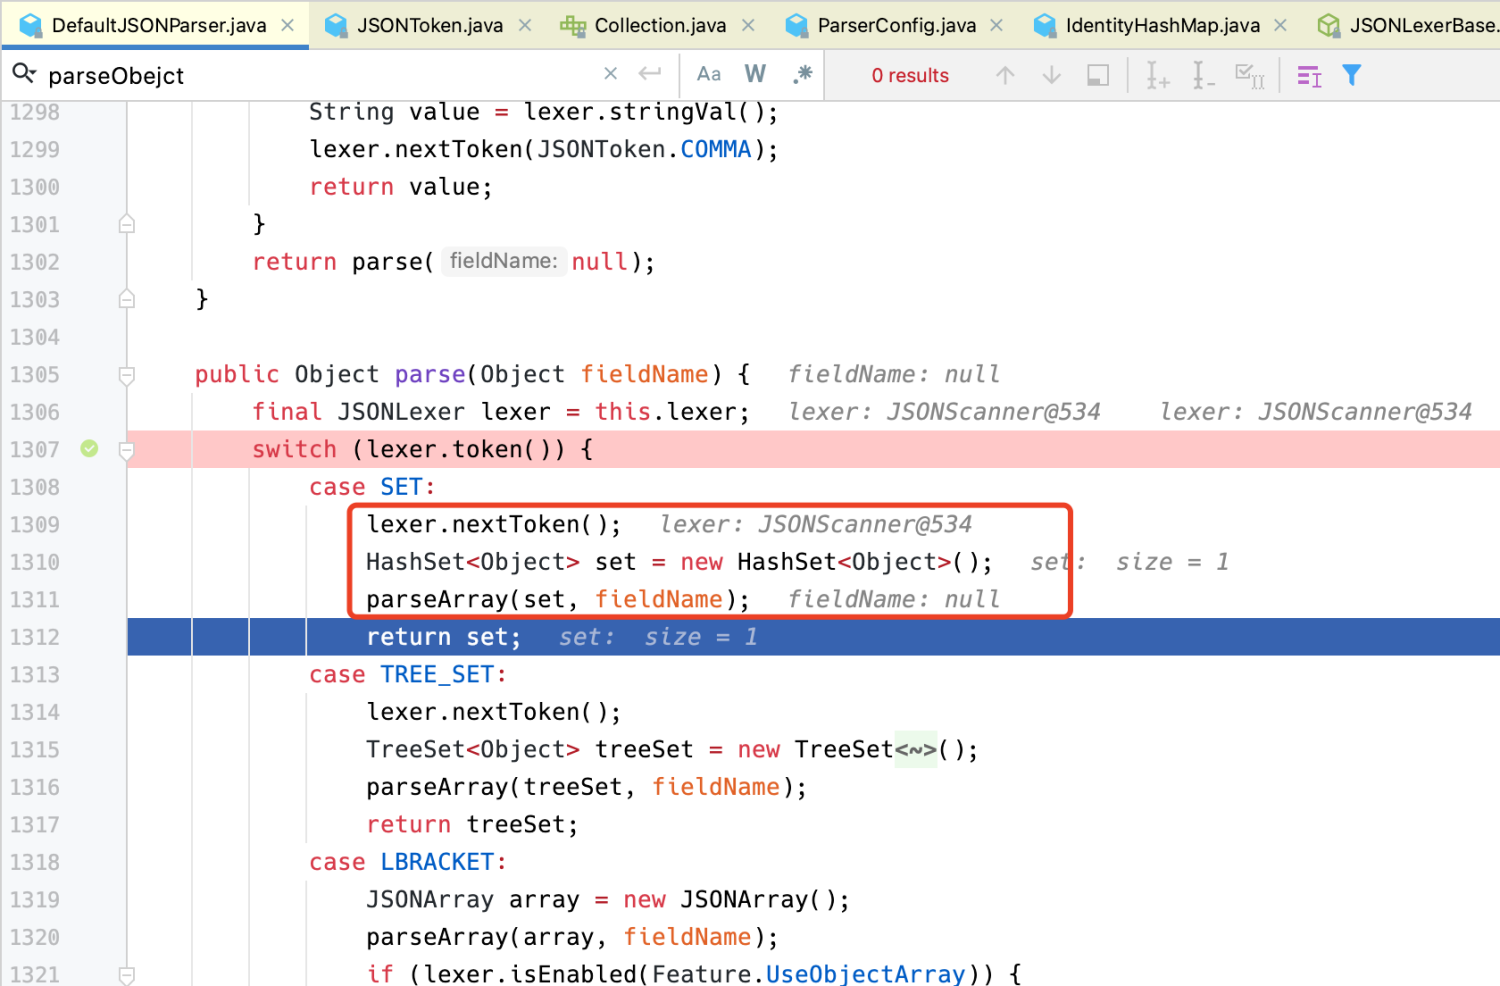 DefaultJSONParser.java × JSONToken.java × Collection.java × ParserConfig.java × IdentityHashMap.java × JSONLexerBase.
parseObejct × Aa W .* 0 results
1298 String value = lexer.stringVal();
1299 lexer.nextToken(JSONToken.COMMA);
1300 return value;
1301 }
1302 return parse( fieldName: null);
1303 }
1304
1305 public Object parse(Object fieldName) { fieldName: null
1306 final JSONLexer lexer = this.lexer; lexer: JSONScanner@534 lexer: JSONScanner@534
1307 switch (lexer.token()) {
1308 case SET:
1309 lexer.nextToken(); lexer: JSONScanner@534
1310 HashSet<Object> set = new HashSet<Object>(); set: size = 1
1311 parseArray(set, fieldName); fieldName: null
1312 return set; set: size = 1
1313 case TREE_SET:
1314 lexer.nextToken();
1315 TreeSet<Object> treeSet = new TreeSet<~>();
1316 parseArray(treeSet, fieldName);
1317 return treeSet;
1318 case LBRACKET:
1319 JSONArray array = new JSONArray();
1320 parseArray(array, fieldName);
1321 if (lexer.isEnabled(Feature.UseObjectArray)) {